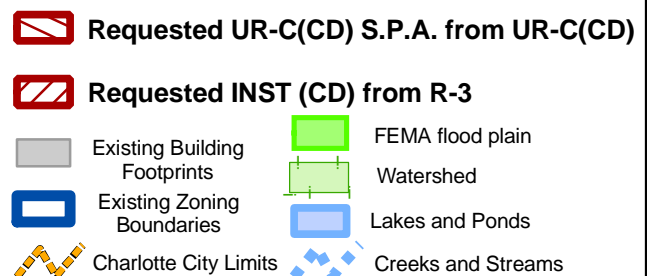 Requested UR-C(CD) S.P.A. from UR-C(CD)
Requested INST (CD) from R-3
Existing Building
Footprints
Existing Zoning
Boundaries
Charlotte City Limits
FEMA flood plain
Watershed
Lakes and Ponds
Creeks and Streams